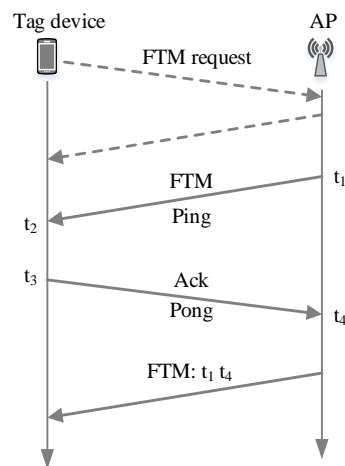 Tag device
AP
FTM request
FTM
t₁
Ping
t₂
t₃
Ack
Pong
t₄
FTM: t₁ t₄